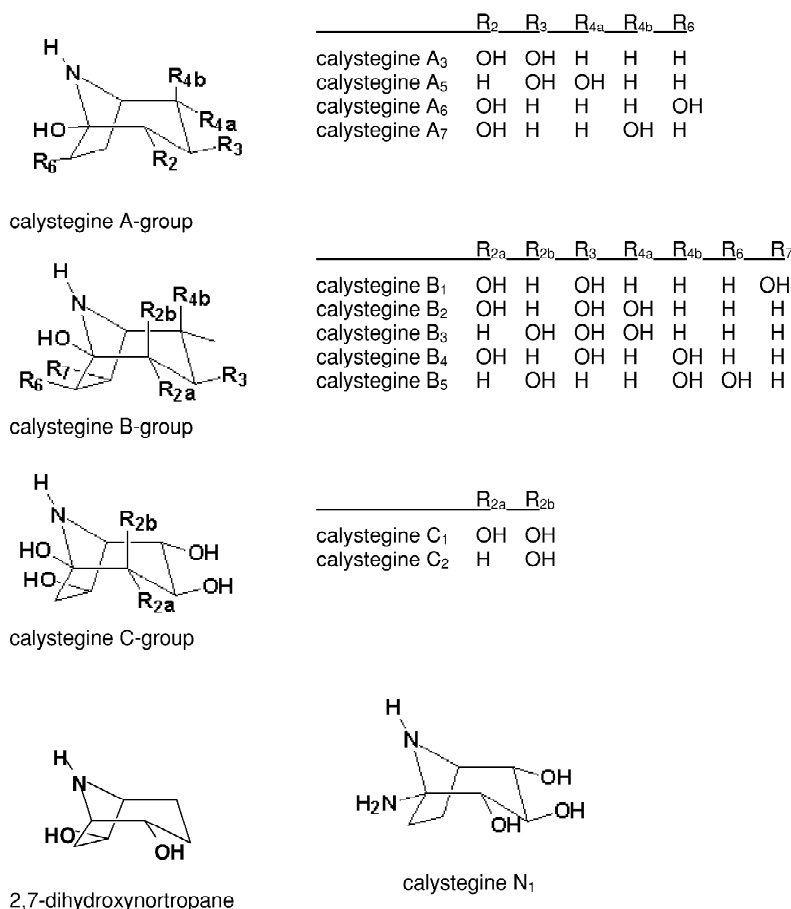 R2 R3 R4a R4b R6
calystegine A3 OH OH H H H
calystegine A5 H OH OH H H
calystegine A6 OH H H H OH
calystegine A7 OH H H OH H
H
N
R4b
R4a
HO
R3
R6
R2
calystegine A-group
R2a R2b R3 R4a R4b R6 R7
calystegine B1 OH H OH H H H OH
calystegine B2 OH H OH OH H H H
calystegine B3 H OH OH OH H H H
calystegine B4 OH H OH H OH H H
calystegine B5 H OH H H OH OH H
H
N
R4b
R2b
HO
R7
R6
R3
R2a
calystegine B-group
R2a R2b
calystegine C1 OH OH
calystegine C2 H OH
H
N
R2b
HO
OH
HO
OH
R2a
calystegine C-group
H
N
HO
OH
2,7-dihydroxynortropane
H
N
OH
H2N
OH
OH
calystegine N1